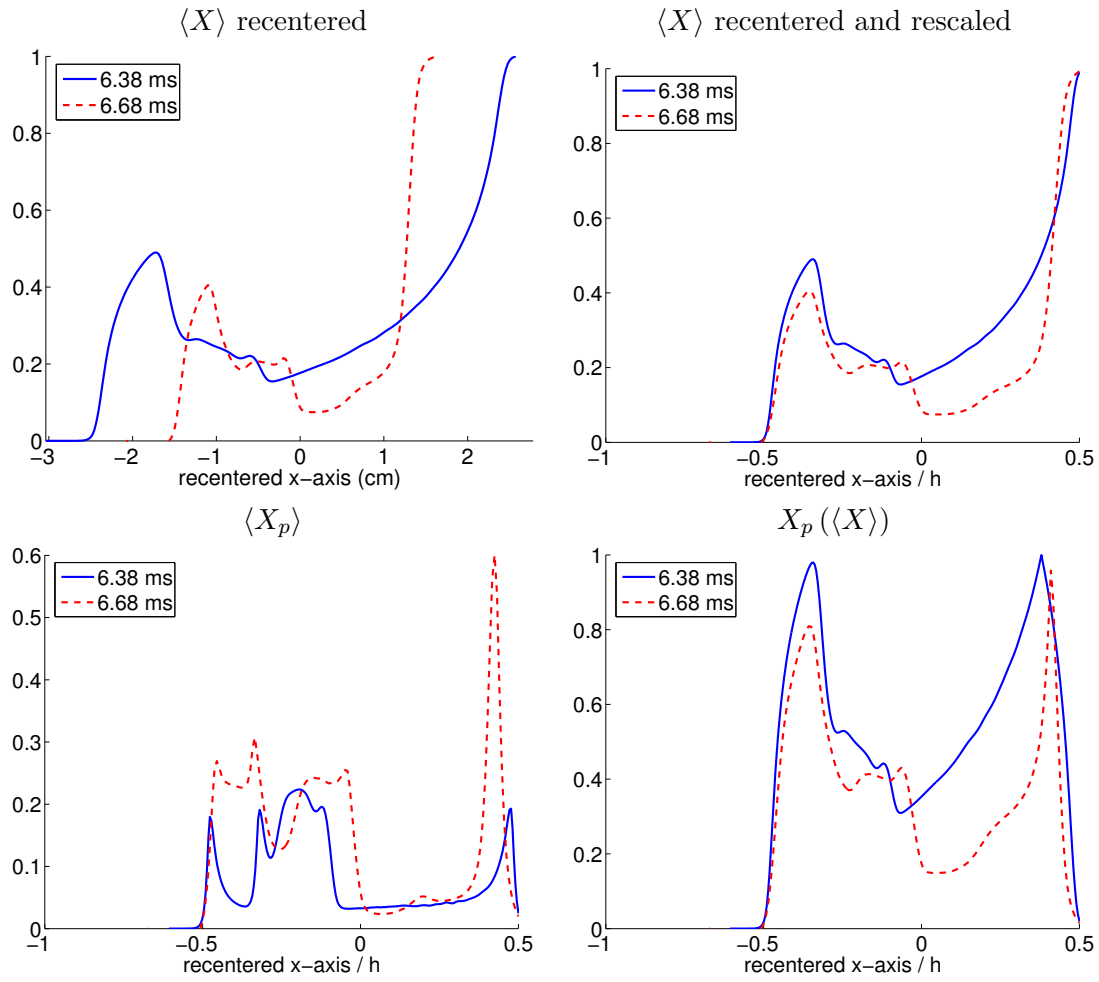 ⟨X⟩ recentered
⟨X⟩ recentered and rescaled
1
0.8
0.6
0.4
0.2
0
−3 −2 −1 0 1 2
recentered x−axis (cm)
6.38 ms
6.68 ms
1
0.8
0.6
0.4
0.2
0
−1 −0.5 0 0.5
recentered x−axis / h
6.38 ms
6.68 ms
⟨X_p⟩
X_p (⟨X⟩)
0.6
0.5
0.4
0.3
0.2
0.1
0
−1 −0.5 0 0.5
recentered x−axis / h
6.38 ms
6.68 ms
1
0.8
0.6
0.4
0.2
0
−1 −0.5 0 0.5
recentered x−axis / h
6.38 ms
6.68 ms